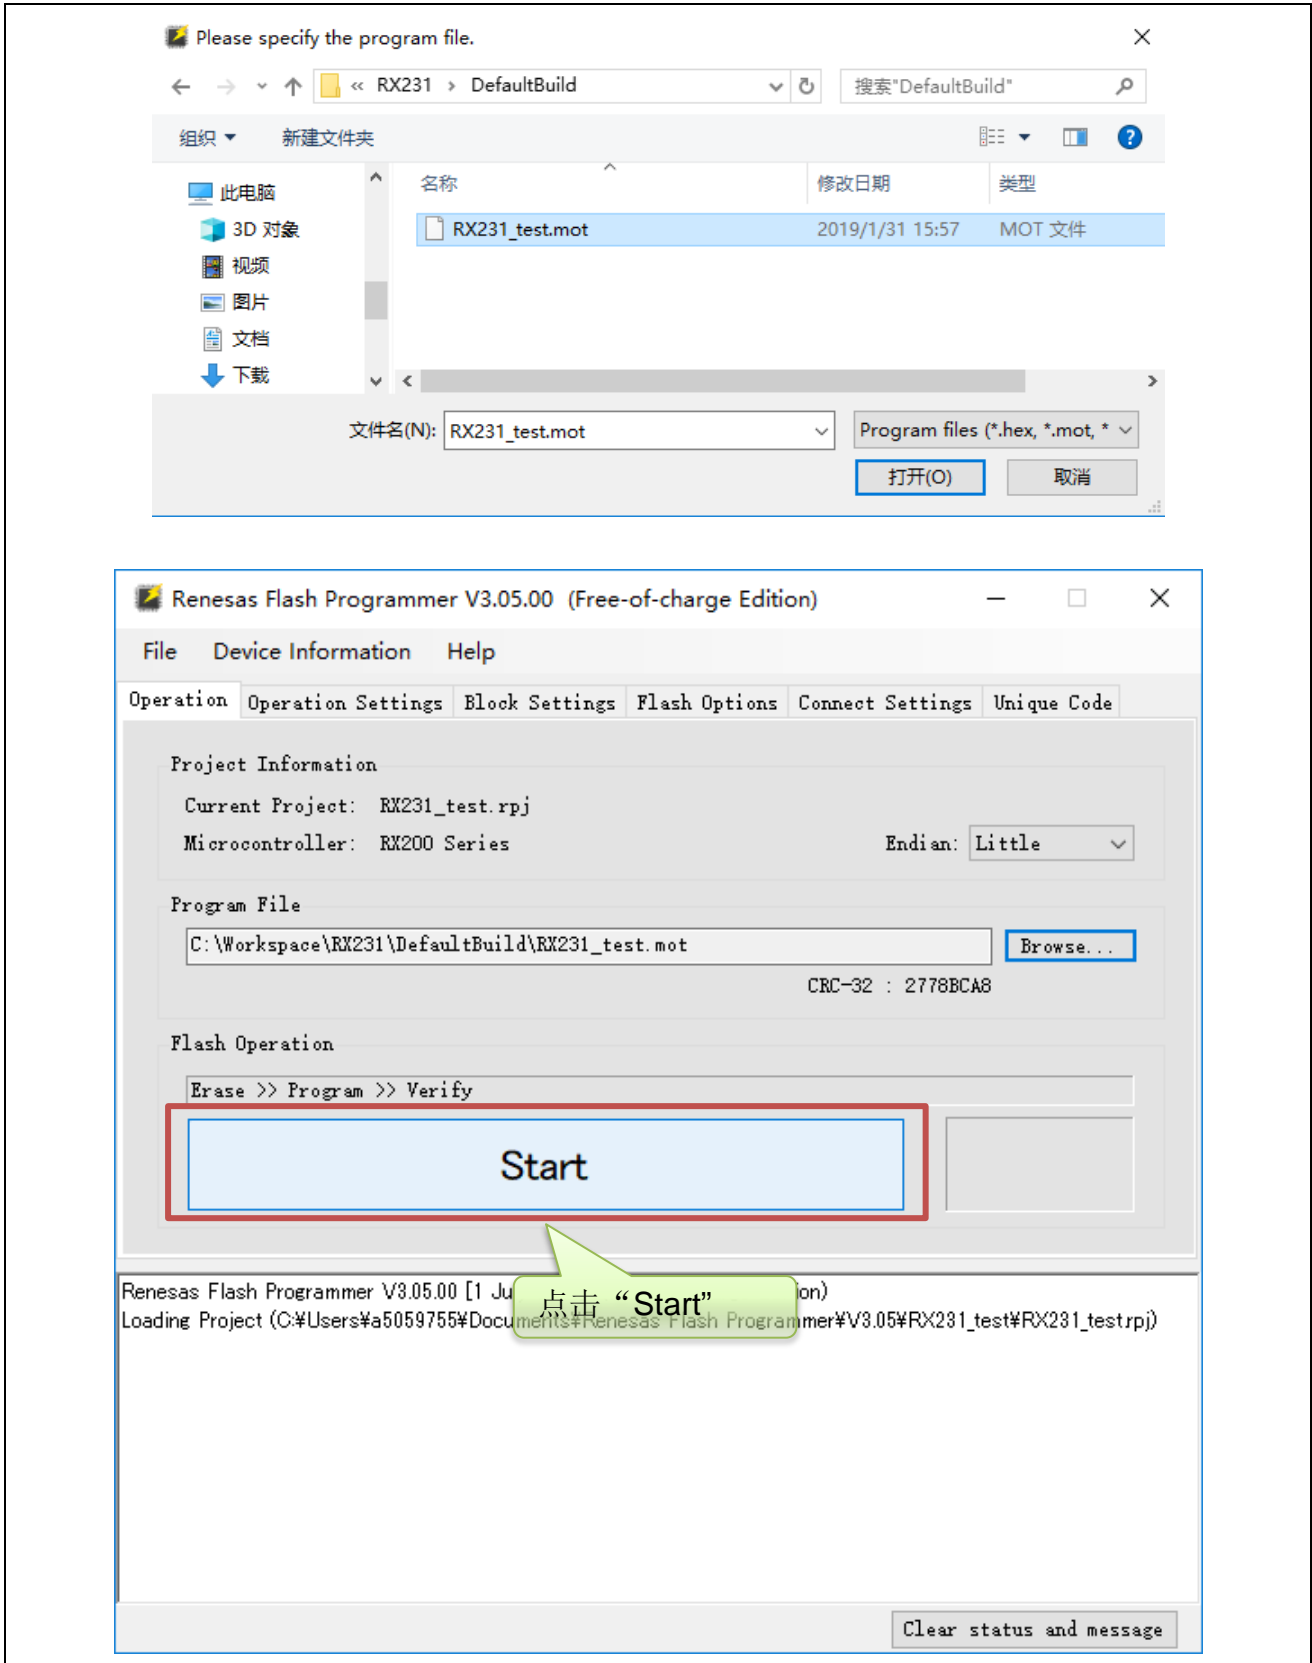 Please specify the program file.
« RX231 › DefaultBuild
搜索"DefaultBuild"
组织
新建文件夹
名称
修改日期
类型
此电脑
3D 对象
视频
图片
文档
下载
RX231_test.mot
2019/1/31 15:57
MOT 文件
文件名(N):
RX231_test.mot
Program files (*.hex, *.mot, *
打开(O)
取消
Renesas Flash Programmer V3.05.00 (Free-of-charge Edition)
File Device Information Help
Operation Operation Settings Block Settings Flash Options Connect Settings Unique Code
Project Information
Current Project: RX231_test.rpj
Microcontroller: RX200 Series
Endian: Little
Program File
C:\Workspace\RX231\DefaultBuild\RX231_test.mot
Browse...
CRC-32 : 2778BCA8
Flash Operation
Erase >> Program >> Verify
Start
点击“Start”
Renesas Flash Programmer V3.05.00 [1 Ju
Loading Project (C:¥Users¥a5059755¥Documents¥Renesas Flash Programmer¥V3.05¥RX231_test¥RX231_test.rpj)
Clear status and message